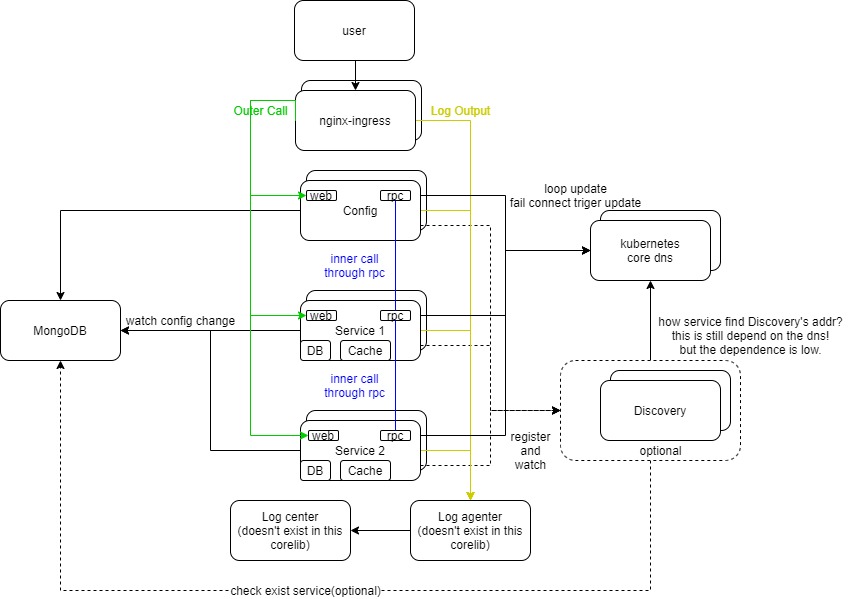 user
nginx-ingress
Outer Call
Log Output
web
rpc
Config
loop update
fail connect triger update
kubernetes
core dns
inner call
through rpc
MongoDB
watch config change
web
rpc
Service 1
DB
Cache
how service find Discovery's addr?
this is still depend on the dns!
but the dependence is low.
inner call
through rpc
Discovery
optional
web
rpc
Service 2
DB
Cache
register
and
watch
Log center
(doesn't exist in this
corelib)
Log agenter
(doesn't exist in this
corelib)
check exist service(optional)